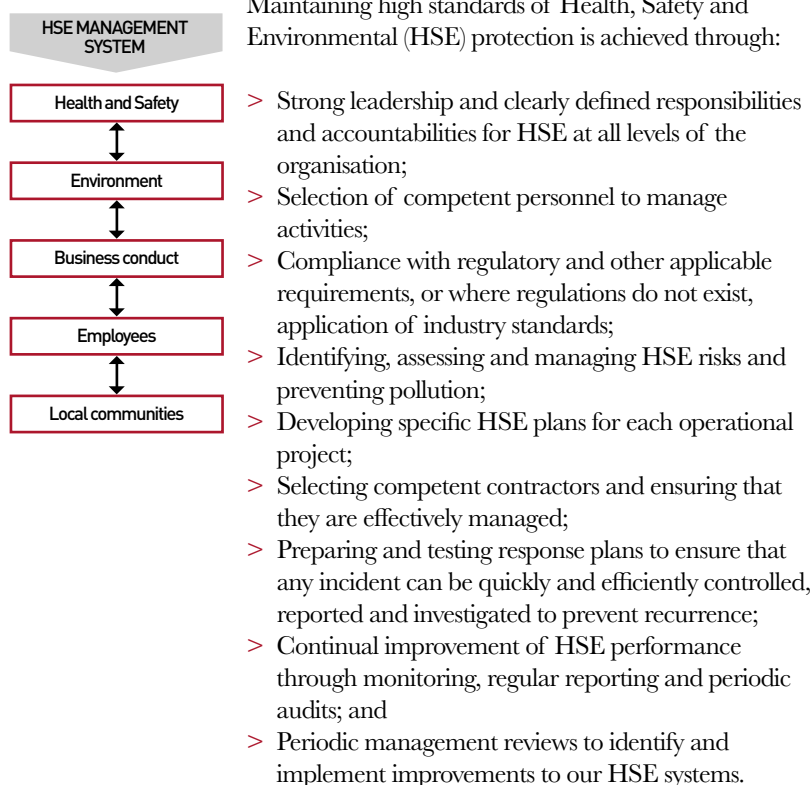 HSE MANAGEMENT
SYSTEM
Health and Safety
Environment
Business conduct
Employees
Local communities
Maintaining high standards of Health, Safety and
Environmental (HSE) protection is achieved through:
> Strong leadership and clearly defined responsibilities
and accountabilities for HSE at all levels of the
organisation;
> Selection of competent personnel to manage
activities;
> Compliance with regulatory and other applicable
requirements, or where regulations do not exist,
application of industry standards;
> Identifying, assessing and managing HSE risks and
preventing pollution;
> Developing specific HSE plans for each operational
project;
> Selecting competent contractors and ensuring that
they are effectively managed;
> Preparing and testing response plans to ensure that
any incident can be quickly and efficiently controlled,
reported and investigated to prevent recurrence;
> Continual improvement of HSE performance
through monitoring, regular reporting and periodic
audits; and
> Periodic management reviews to identify and
implement improvements to our HSE systems.